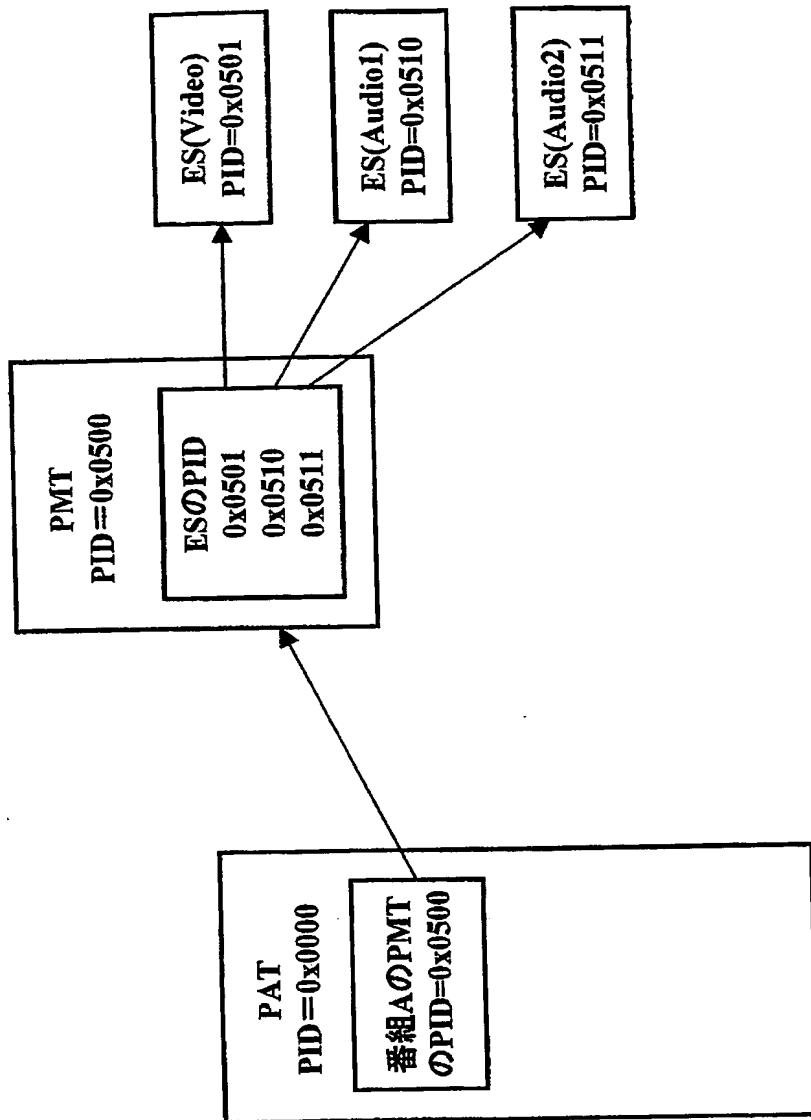 PAT
PID=0x0000
番組AのPMT
のPID=0x0500
PMT
PID=0x0500
ESのPID
0x0501
0x0510
0x0511
ES(Video)
PID=0x0501
ES(Audio1)
PID=0x0510
ES(Audio2)
PID=0x0511